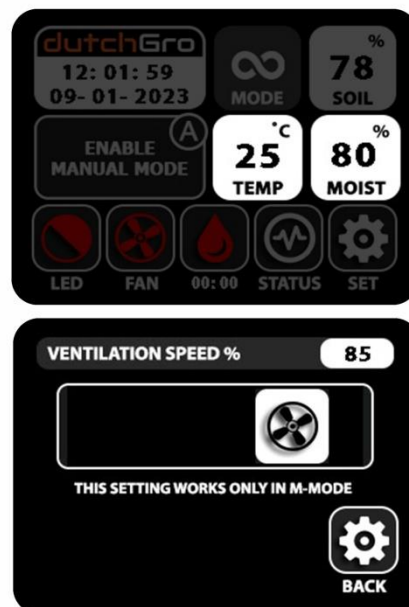 dutchGro
12: 01: 59
09- 01- 2023
MODE
%
78
SOIL
ENABLE
MANUAL MODE
A
°C
25
TEMP
%
80
MOIST
LED
FAN
00:00
STATUS
SET
VENTILATION SPEED %
85
THIS SETTING WORKS ONLY IN M-MODE
BACK